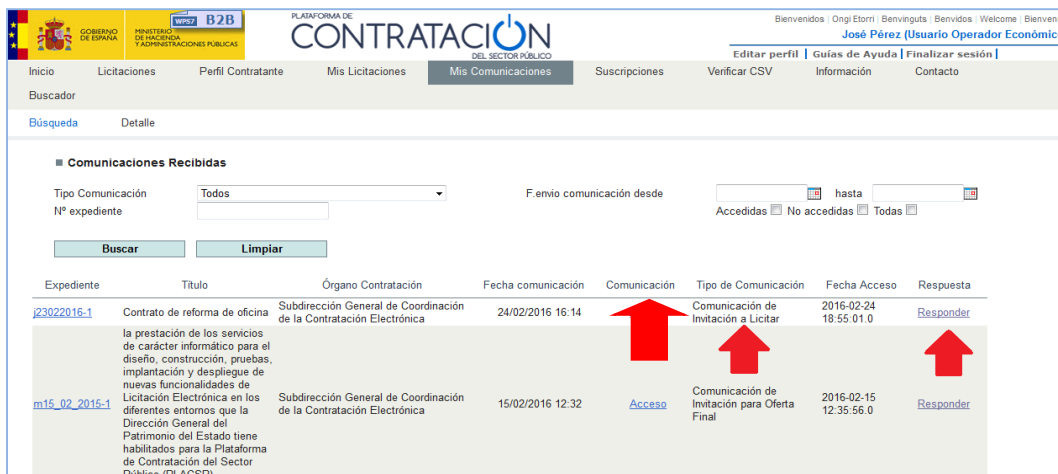 GOBIERNO DE ESPAÑA
MINISTERIO DE HACIENDA Y ADMINISTRACIONES PÚBLICAS
WPS7 B2B
PLATAFORMA DE
CONTRATACIÓN
DEL SECTOR PÚBLICO
Bienvenidos | Ongi Etorri | Benvinguts | Benvidos | Welcome | Bienven
José Pérez (Usuario Operador Económic
Editar perfil | Guías de Ayuda | Finalizar sesión |
Inicio Licitaciones Perfil Contratante Mis Licitaciones Mis Comunicaciones Suscripciones Verificar CSV Información Contacto
Buscador
Búsqueda Detalle
Comunicaciones Recibidas
Tipo Comunicación Todos F.envio comunicación desde hasta
Nº expediente Accedidas No accedidas Todas
Buscar Limpiar
Expediente Título Órgano Contratación Fecha comunicación Comunicación Tipo de Comunicación Fecha Acceso Respuesta
j23022016-1 Contrato de reforma de oficina Subdirección General de Coordinación de la Contratación Electrónica 24/02/2016 16:14 Comunicación de Invitación a Licitar 2016-02-24 18:55:01.0 Responder
la prestación de los servicios
de carácter informático para el
diseño, construcción, pruebas,
implantación y despliegue de
nuevas funcionalidades de
m15_02_2015-1 Licitación Electrónica en los Subdirección General de Coordinación de la Contratación Electrónica 15/02/2016 12:32 Acceso Comunicación de Invitación para Oferta Final 2016-02-15 12:35:56.0 Responder
diferentes entornos que la
Dirección General del
Patrimonio del Estado tiene
habilitados para la Plataforma
de Contratación del Sector
Público (PLACSP)